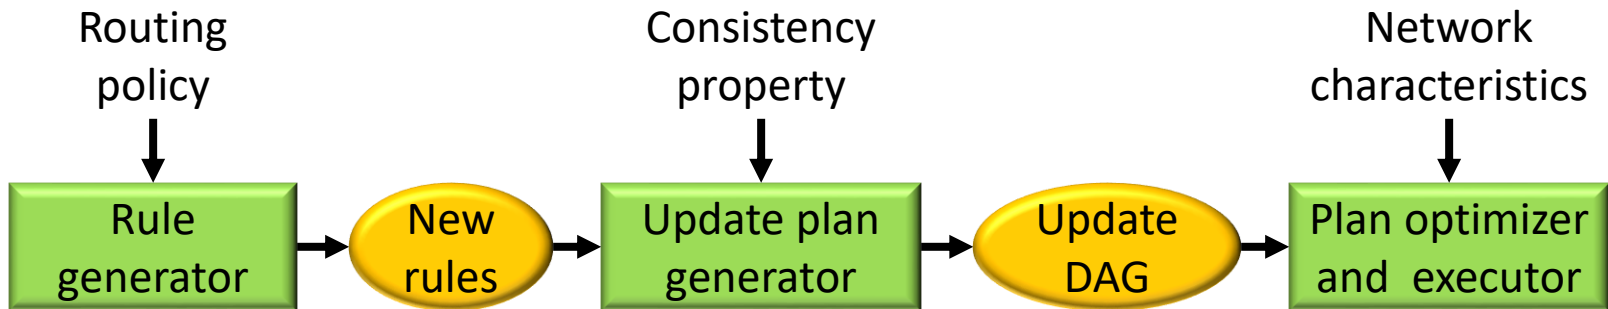 Routing
policy
Consistency
property
Network
characteristics
Rule
generator
New
rules
Update plan
generator
Update
DAG
Plan optimizer
and executor